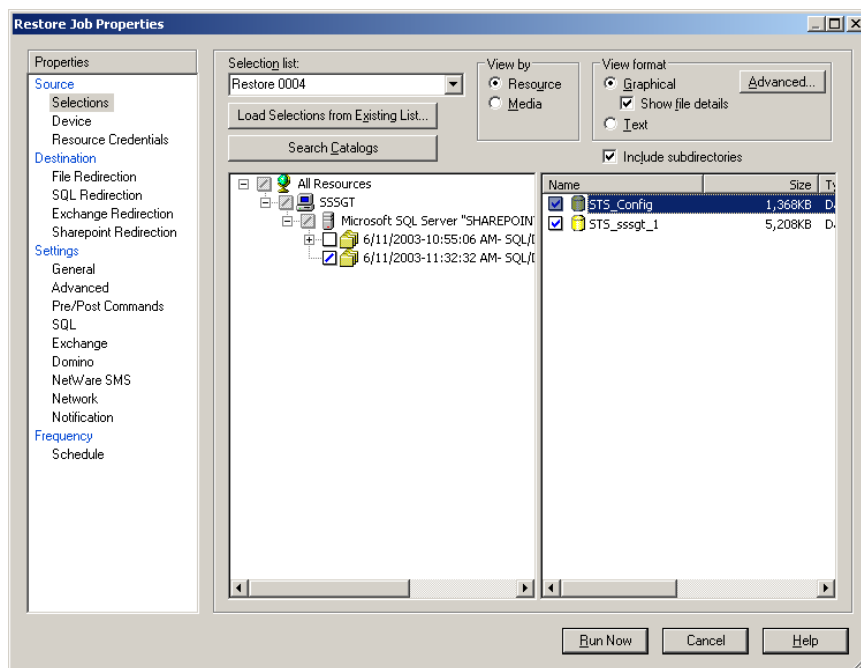 Restore Job Properties
Properties
Source
Selections
Device
Resource Credentials
Destination
File Redirection
SQL Redirection
Exchange Redirection
Sharepoint Redirection
Settings
General
Advanced
Pre/Post Commands
SQL
Exchange
Domino
NetWare SMS
Network
Notification
Frequency
Schedule
Selection list:
Restore 0004
Load Selections from Existing List...
Search Catalogs
View by
Resource
Media
View format
Graphical
Advanced...
Show file details
Text
Include subdirectories
All Resources
SSSGT
Microsoft SQL Server "SHAREPOIN
6/11/2003-10:55:06 AM- SQL/
6/11/2003-11:32:32 AM- SQL/
Name Size
STS_Config 1,368KB
STS_sssgt_1 5,208KB
Run Now Cancel Help